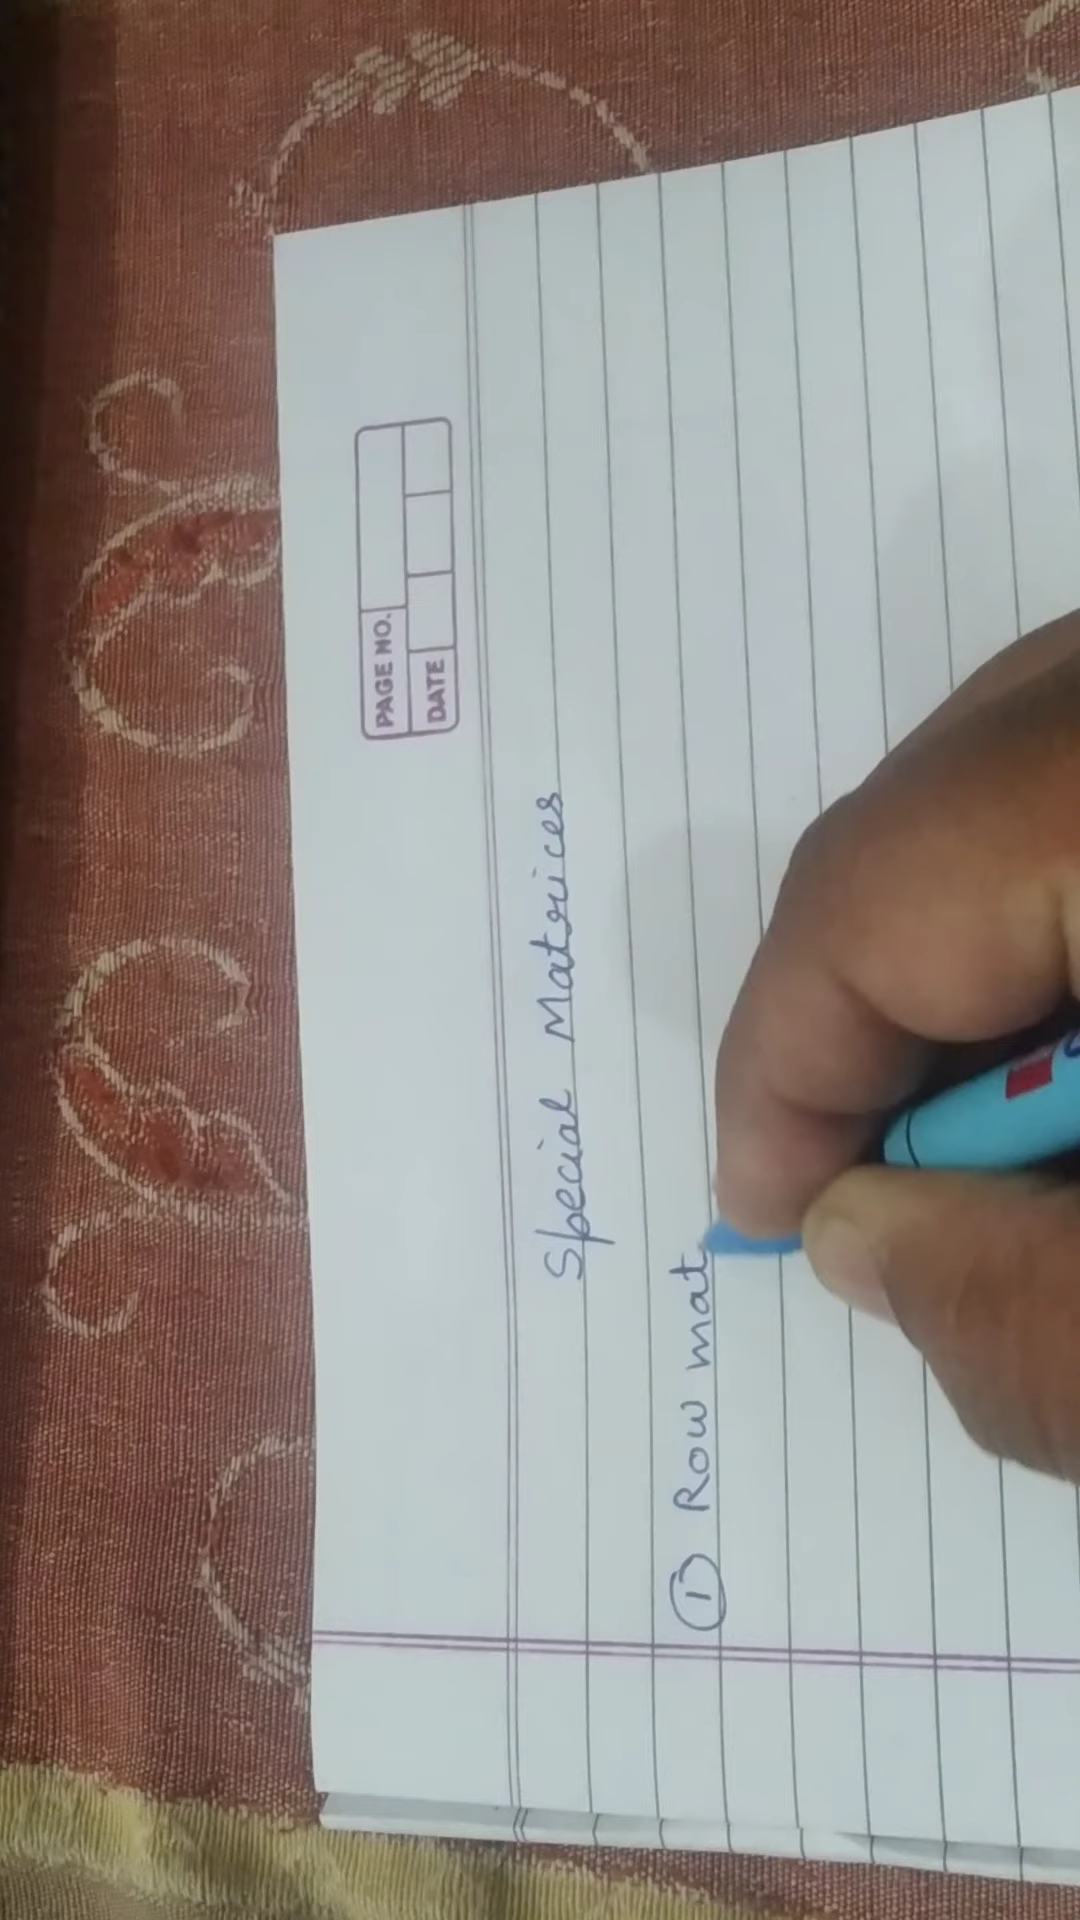 PAGE NO.
DATE
Special Matrices
① Row mat